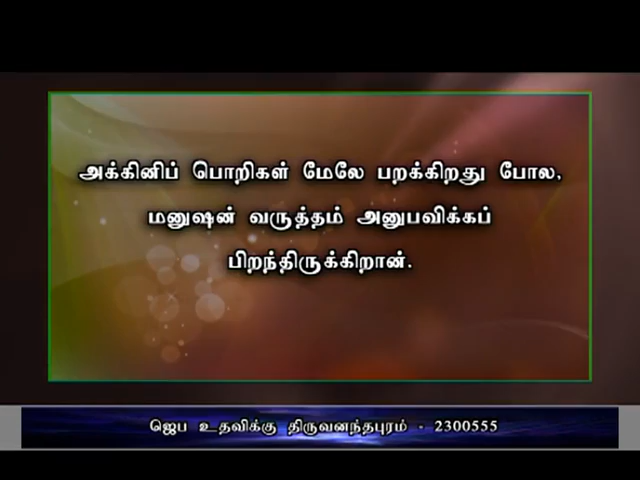 அக்கினிப் பொறிகள் மேலே பறக்கிறது போல,
மனுஷன் வருத்தம் அனுபவிக்கப்
பிறந்திருக்கிறான்.
ஜெப உதவிக்கு திருவனந்தபுரம் - 2300555